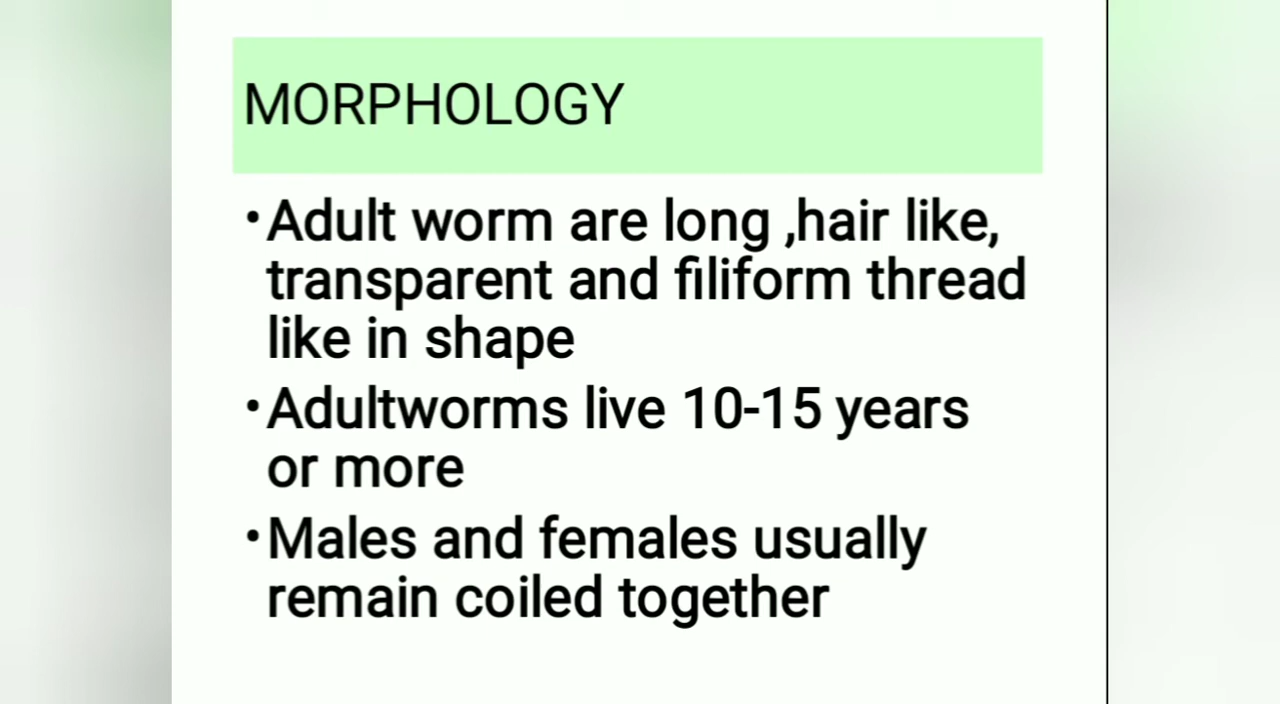 MORPHOLOGY
•Adult worm are long ,hair like,
transparent and filiform thread
like in shape
•Adultworms live 10-15 years
or more
•Males and females usually
remain coiled together